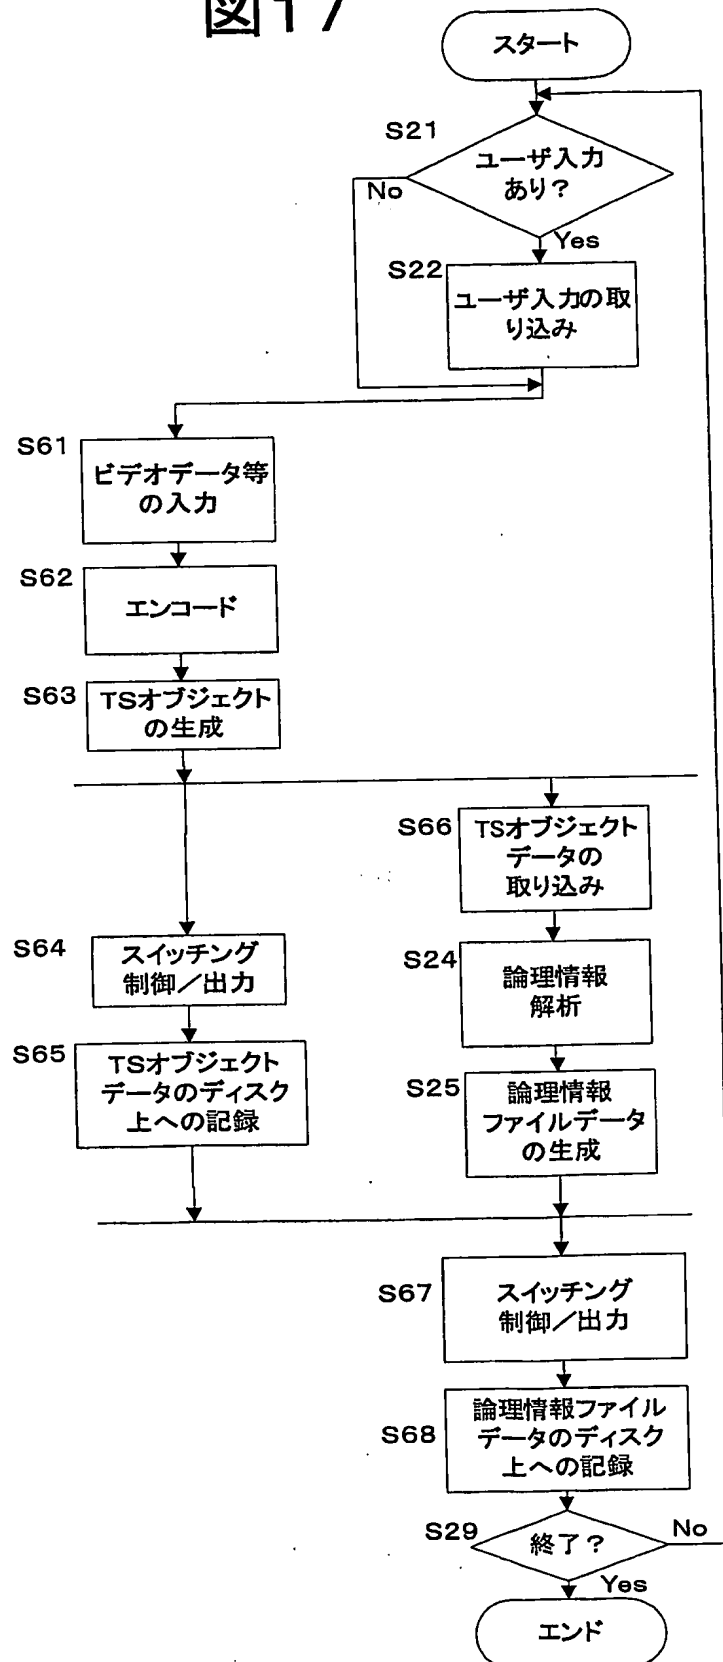 図17
スタート
S21
ユーザ入力
あり？
No
Yes
S22
ユーザ入力の取
り込み
S61
ビデオデータ等
の入力
S62
エンコード
S63
TSオブジェクト
の生成
S66
TSオブジェクト
データの
取り込み
S64
スイッチング
制御／出力
S24
論理情報
解析
S65
TSオブジェクト
データのディスク
上への記録
S25
論理情報
ファイルデータ
の生成
S67
スイッチング
制御／出力
S68
論理情報ファイル
データのディスク
上への記録
S29
終了？
No
Yes
エンド